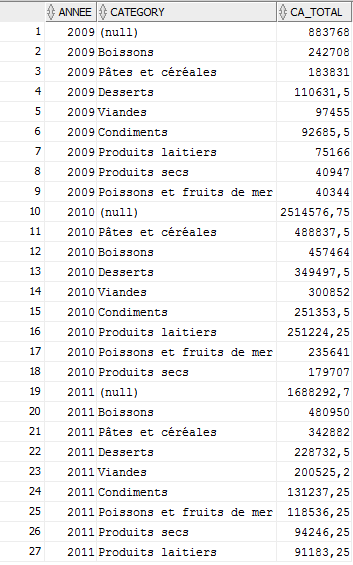 ANNEE CATEGORY CA_TOTAL
1 2009 (null) 883768
2 2009 Boissons 242708
3 2009 Pâtes et céréales 183831
4 2009 Desserts 110631,5
5 2009 Viandes 97455
6 2009 Condiments 92685,5
7 2009 Produits laitiers 75166
8 2009 Produits secs 40947
9 2009 Poissons et fruits de mer 40344
10 2010 (null) 2514576,75
11 2010 Pâtes et céréales 488837,5
12 2010 Boissons 457464
13 2010 Desserts 349497,5
14 2010 Viandes 300852
15 2010 Condiments 251353,5
16 2010 Produits laitiers 251224,25
17 2010 Poissons et fruits de mer 235641
18 2010 Produits secs 179707
19 2011 (null) 1688292,7
20 2011 Boissons 480950
21 2011 Pâtes et céréales 342882
22 2011 Desserts 228732,5
23 2011 Viandes 200525,2
24 2011 Condiments 131237,25
25 2011 Poissons et fruits de mer 118536,25
26 2011 Produits secs 94246,25
27 2011 Produits laitiers 91183,25